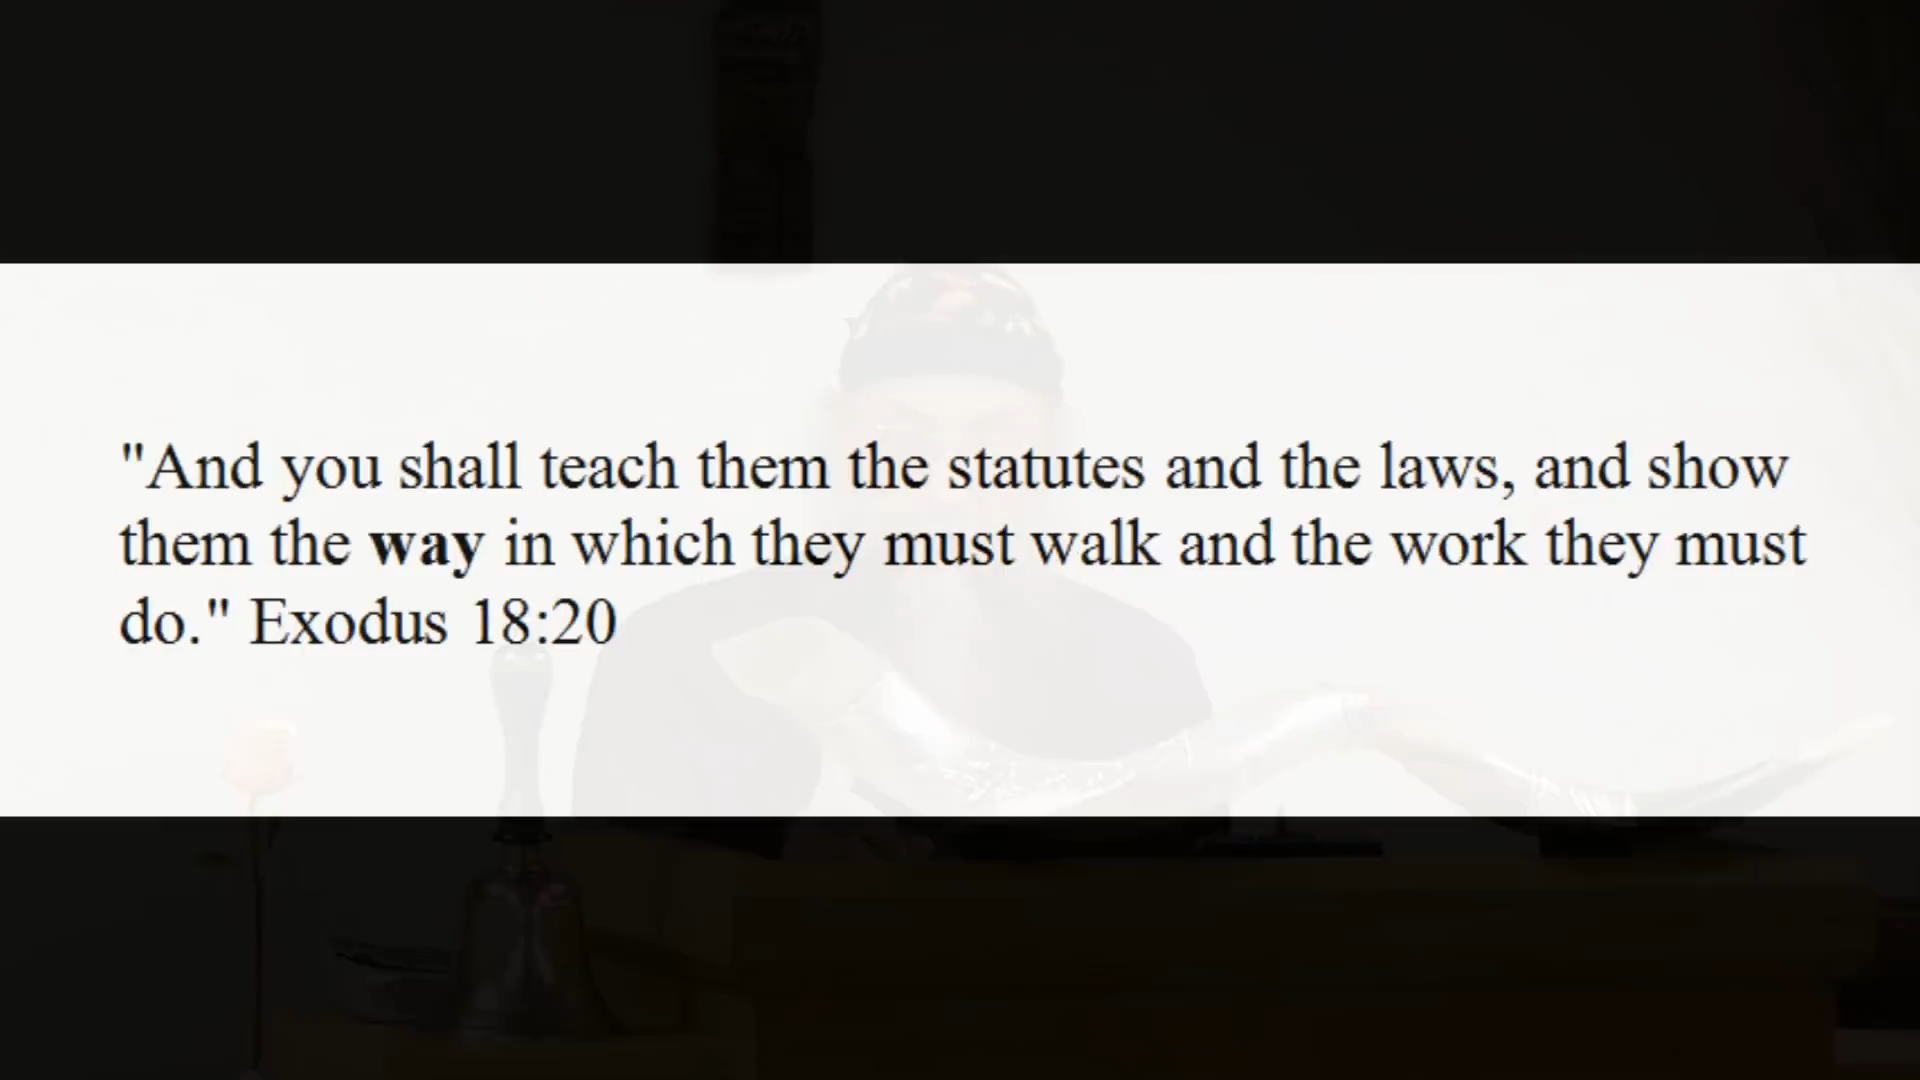 "And you shall teach them the statutes and the laws, and show
them the way in which they must walk and the work they must
do." Exodus 18:20